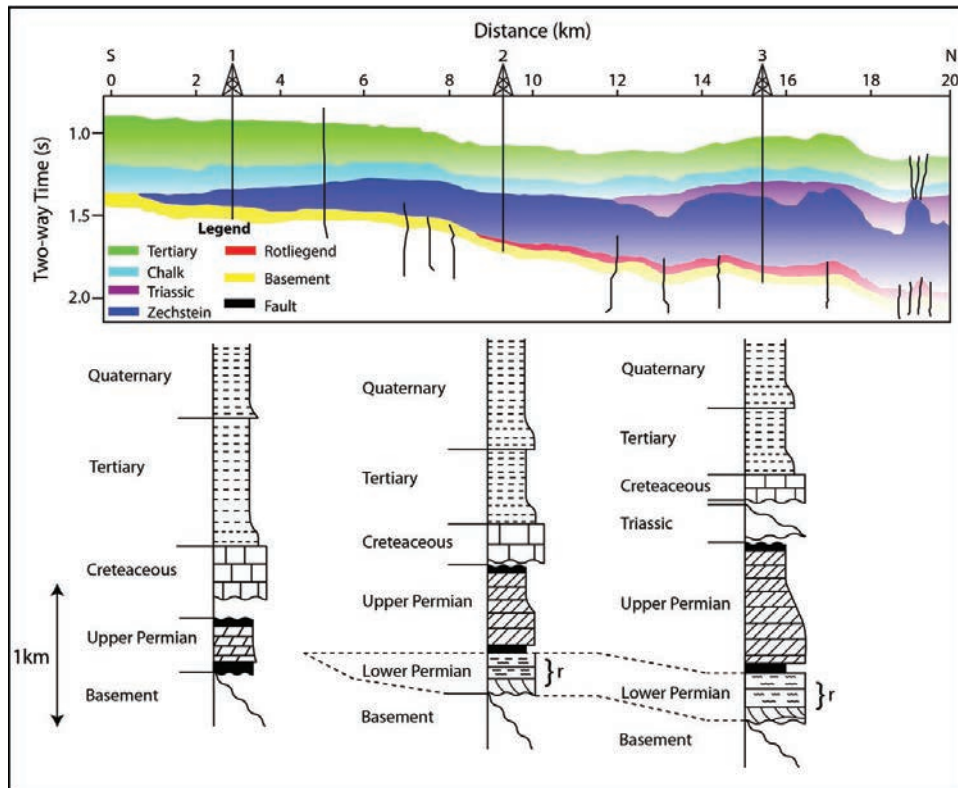 Distance (km)
S 1 2 3 N
0 2 4 6 8 10 12 14 16 18 20
Two-way Time (s)
1.0
1.5
2.0
Legend
Tertiary
Chalk
Triassic
Zechstein
Rotliegend
Basement
Fault
Quaternary
Tertiary
Creteaceous
Upper Permian
Basement
1km
Quaternary
Tertiary
Creteaceous
Upper Permian
Lower Permian
r
Basement
Quaternary
Tertiary
Creteaceous
Triassic
Upper Permian
Lower Permian
r
Basement